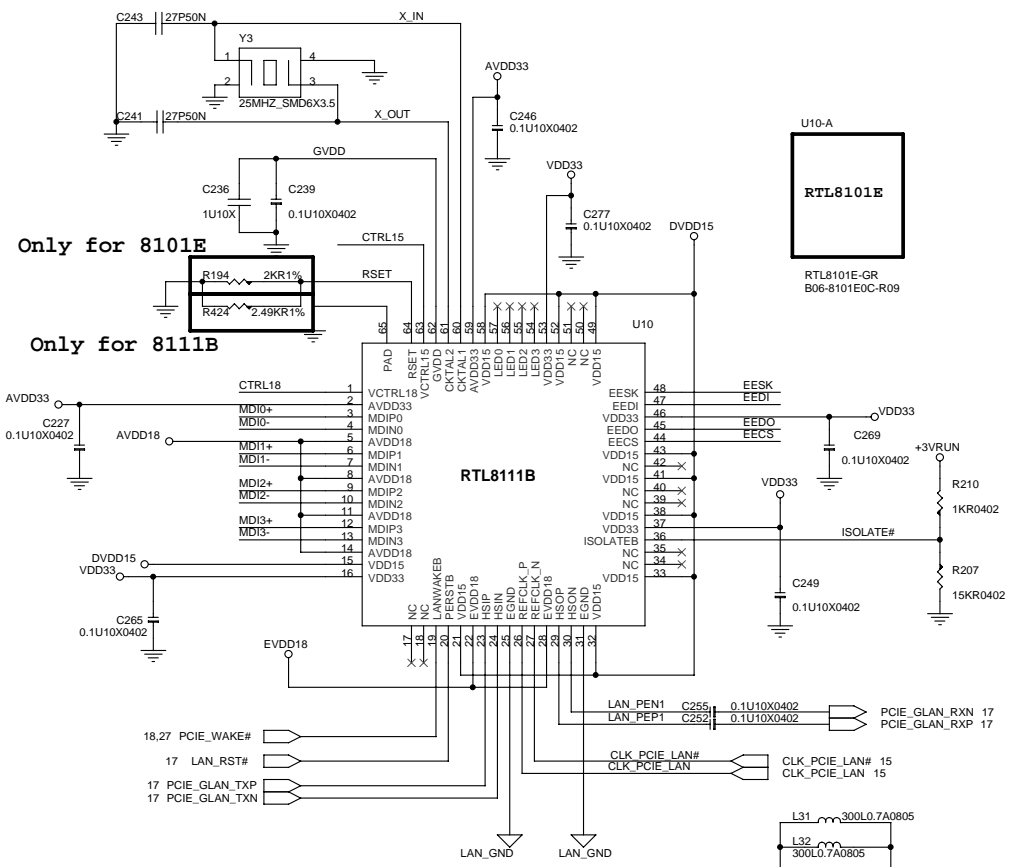 C243 27P50N X_IN
Y3
1 4
2 3
25MHZ_SMD6X3.5
C241 27P50N X_OUT
AVDD33
C246
0.1U10X0402
U10-A
RTL8101E
RTL8101E-GR
B06-8101E0C-R09
GVDD
C236
1U10X
C239
0.1U10X0402
VDD33
C277
0.1U10X0402
DVDD15
CTRL15
Only for 8101E
R194 2KR1% RSET
R424 2.49KR1%
Only for 8111B
65 64 63 62 61 60 59 58 57 56 55 54 53 52 51 50 49
U10
PAD RSET VCTRL15 GVDD CKTAL2 CKTAL1 AVDD33 VDD15 LED0 LED1 LED2 LED3 VDD33 VDD15 NC NC VDD15
RTL8111B
CTRL18 1 VCTRL18
AVDD33 2 AVDD33
MDI0+ 3 MDIP0
MDI0- 4 MDIN0
AVDD18 5 AVDD18
MDI1+ 6 MDIP1
MDI1- 7 MDIN1
8 AVDD18
MDI2+ 9 MDIP2
MDI2- 10 MDIN2
11 AVDD18
MDI3+ 12 MDIP3
MDI3- 13 MDIN3
14 AVDD18
DVDD15 15 VDD15
VDD33 16 VDD33
C227
0.1U10X0402
C265
0.1U10X0402
EESK 48 EESK
EEDI 47 EEDI
VDD33 46 VDD33
EEDO 45 EEDO
EECS 44 EECS
VDD15 43
NC 42
VDD15 41
NC 40
NC 39
VDD15 38
VDD33 37
ISOLATEB 36 ISOLATE#
NC 35
NC 34
VDD15 33
C269
0.1U10X0402
+3VRUN
VDD33
R210
1KR0402
R207
15KR0402
C249
0.1U10X0402
NC NC LANWAKEB PERSTB VDD15 EVDD18 HSIP HSIN EGND REFCLK_P REFCLK_N EVDD18 HSOP HSON EGND VDD15
17 18 19 20 21 22 23 24 25 26 27 28 29 30 31 32
EVDD18
LAN_PEN1 C255 0.1U10X0402 PCIE_GLAN_RXN 17
LAN_PEP1 C252 0.1U10X0402 PCIE_GLAN_RXP 17
18,27 PCIE_WAKE#
17 LAN_RST#
CLK_PCIE_LAN# CLK_PCIE_LAN# 15
CLK_PCIE_LAN CLK_PCIE_LAN 15
17 PCIE_GLAN_TXP
17 PCIE_GLAN_TXN
LAN_GND LAN_GND
L31 300L0.7A0805
L32
300L0.7A0805